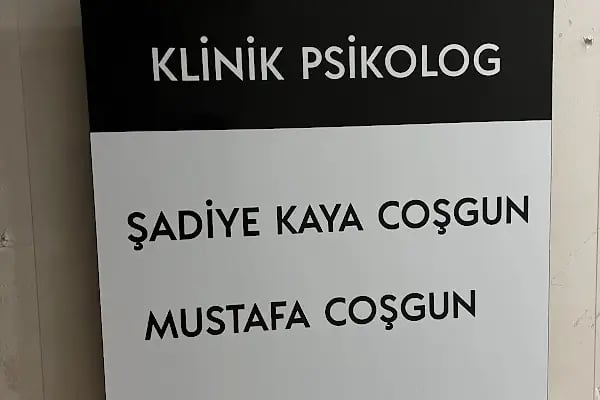 KLİNİK PSİKOLOG
ŞADİYE KAYA COŞGUN
MUSTAFA COŞGUN